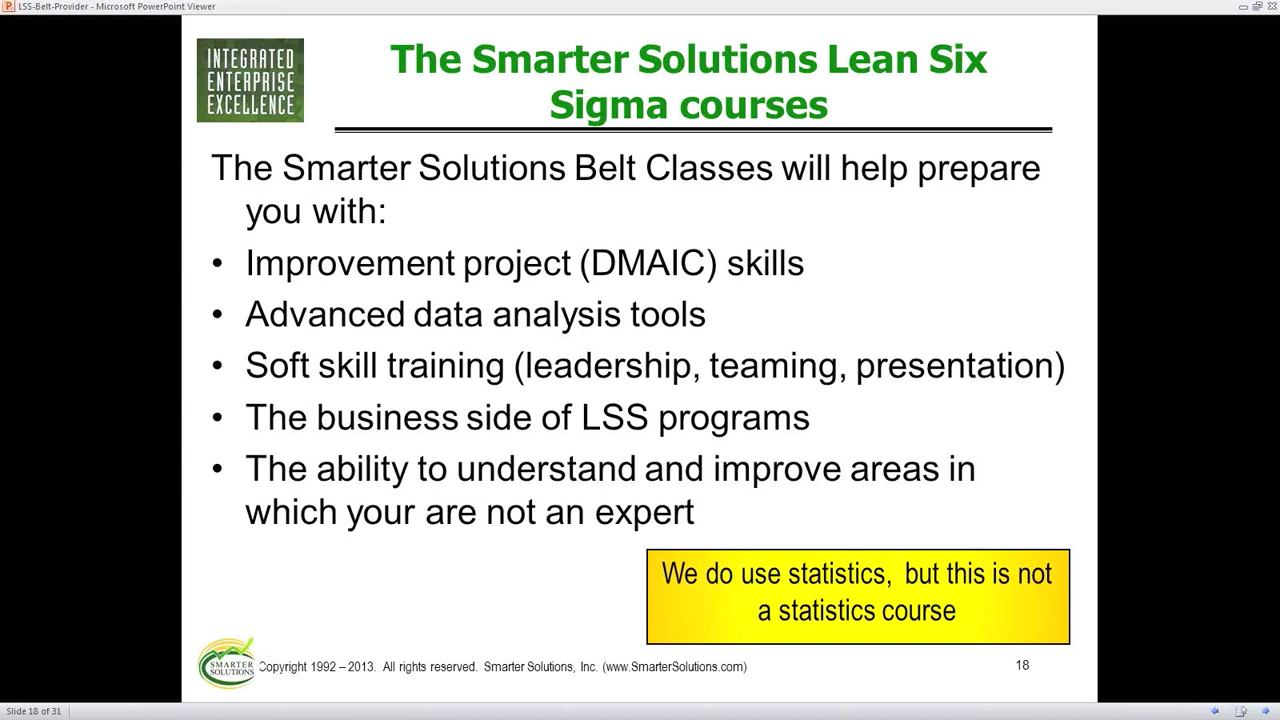 LSS-Belt-Provider - Microsoft PowerPoint Viewer
INTEGRATED
ENTERPRISE
EXCELLENCE
The Smarter Solutions Lean Six
Sigma courses
The Smarter Solutions Belt Classes will help prepare
you with:
• Improvement project (DMAIC) skills
• Advanced data analysis tools
• Soft skill training (leadership, teaming, presentation)
• The business side of LSS programs
• The ability to understand and improve areas in
which your are not an expert
We do use statistics, but this is not
a statistics course
SMARTER
SOLUTIONS
Copyright 1992 – 2013. All rights reserved. Smarter Solutions, Inc. (www.SmarterSolutions.com)
18
Slide 18 of 31